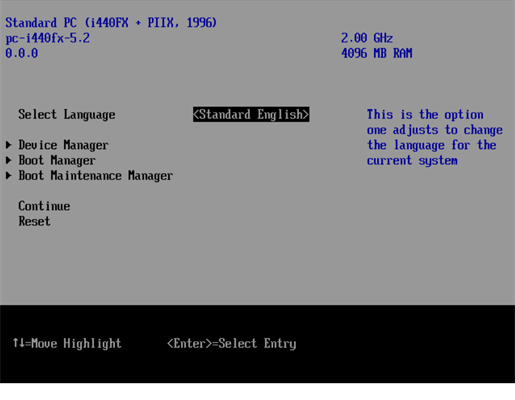 Standard PC (i440FX + PIIX, 1996)
pc-i440fx-5.2 2.00 GHz
0.0.0 4096 MB RAM
Select Language <Standard English> This is the option
one adjusts to change
▶ Device Manager the language for the
▶ Boot Manager current system
▶ Boot Maintenance Manager
Continue
Reset
↑↓=Move Highlight <Enter>=Select Entry